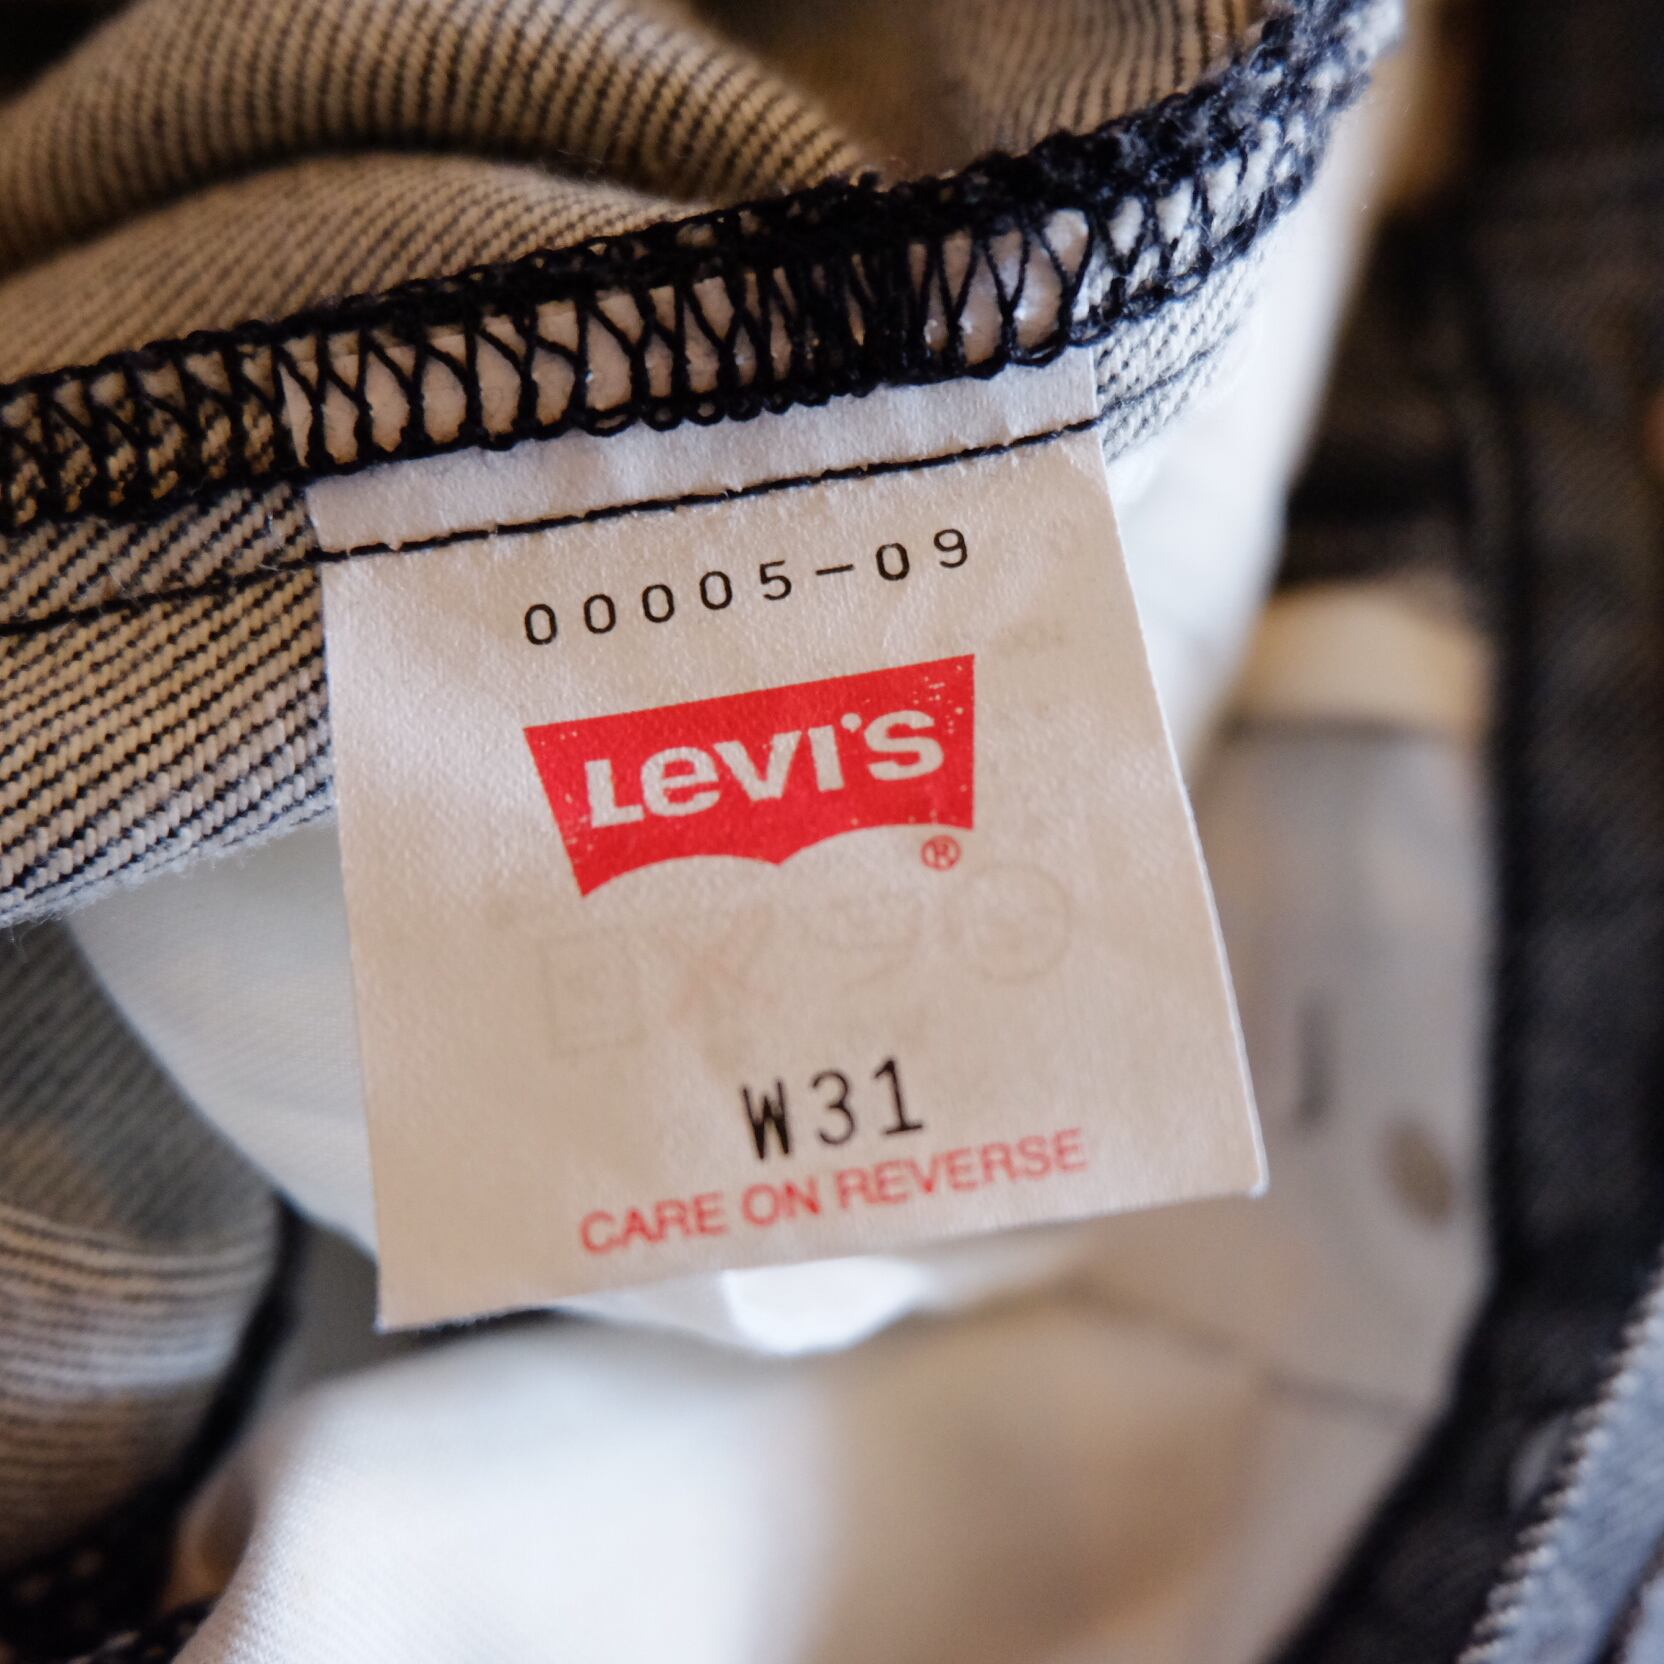 00005-09
LEVI'S
®
W31
CARE ON REVERSE